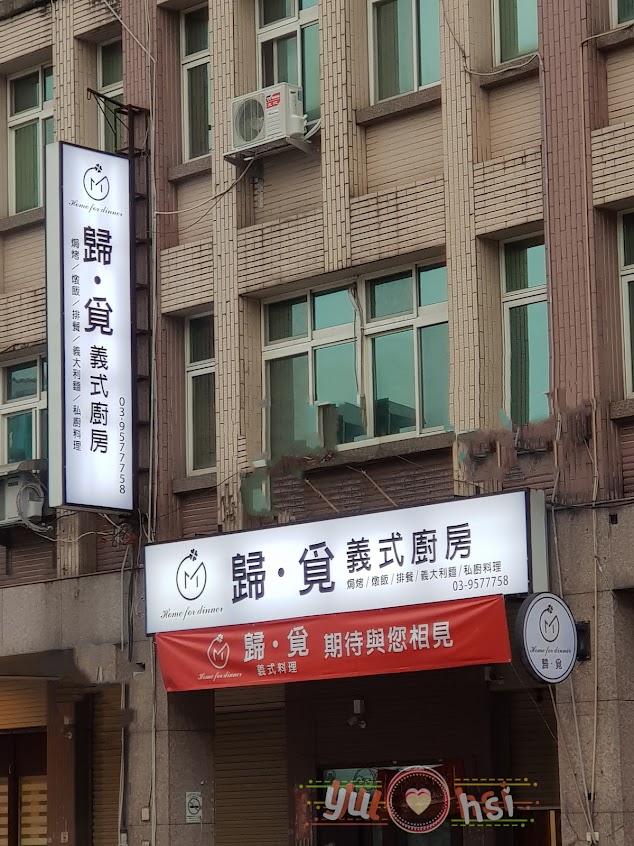 M
Home for dinner
歸·覓 義式廚房
焗烤/燉飯/排餐/義大利麵/私廚料理
03-9577758
M
Home for dinner
歸·覓 義式廚房
焗烤/燉飯/排餐/義大利麵/私廚料理
03-9577758
M
Home for dinner
歸·覓
義式料理
期待與您相見
M
Home for dinner
歸·覓
yu hsi